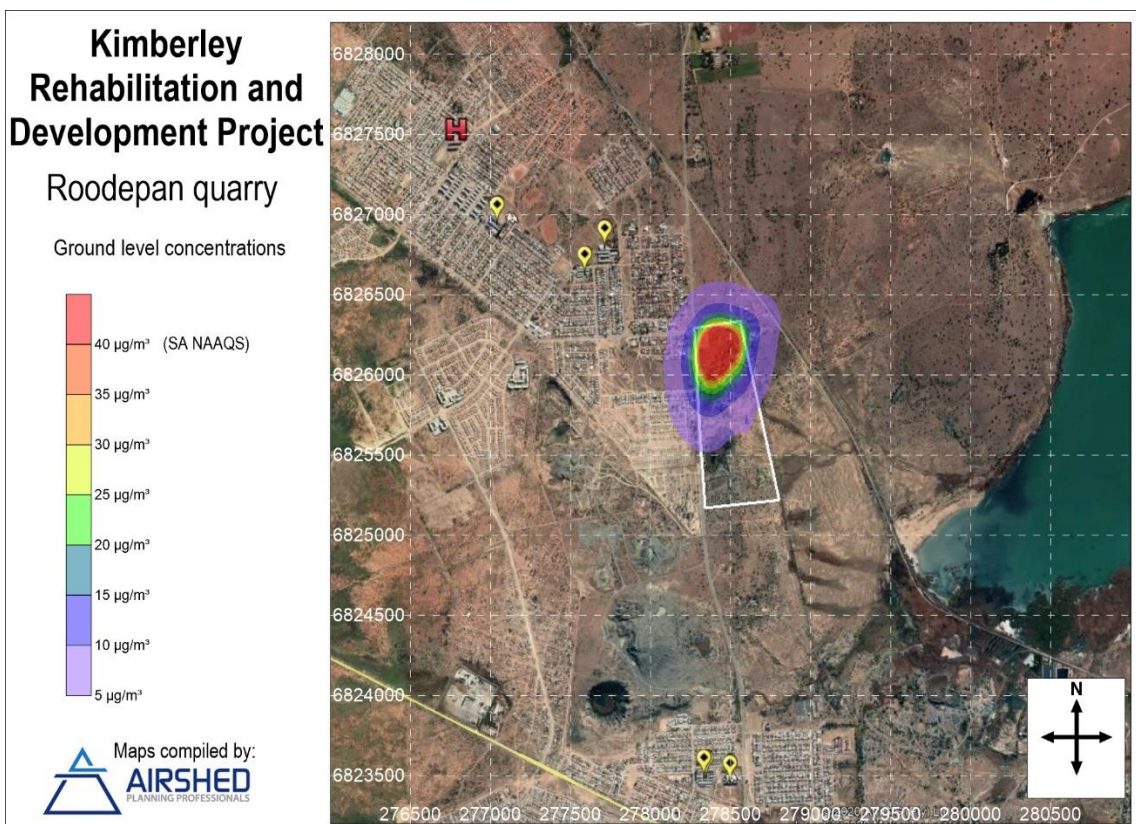 Kimberley
Rehabilitation and
Development Project
Roodepan quarry
Ground level concentrations
40 µg/m³ (SA NAAQS)
35 µg/m³
30 µg/m³
25 µg/m³
20 µg/m³
15 µg/m³
10 µg/m³
5 µg/m³
Maps compiled by:
AIRSHED
PLANNING PROFESSIONALS
6828000
6827500
H
6827000
6826500
6826000
6825500
6825000
6824500
6824000
6823500
N
276500 277000 277500 278000 278500 279000 279500 280000 280500